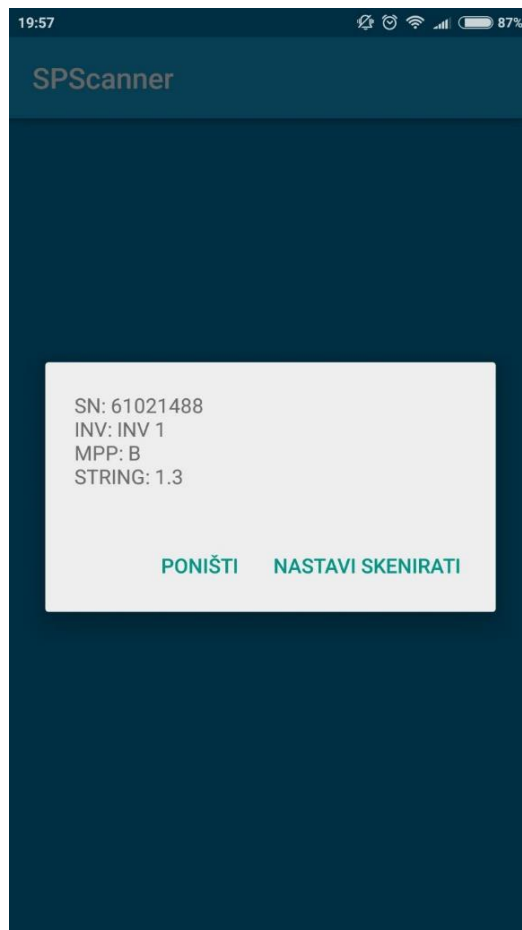 19:57 87%
SPScanner
SN: 61021488
INV: INV 1
MPP: B
STRING: 1.3
PONIŠTI NASTAVI SKENIRATI